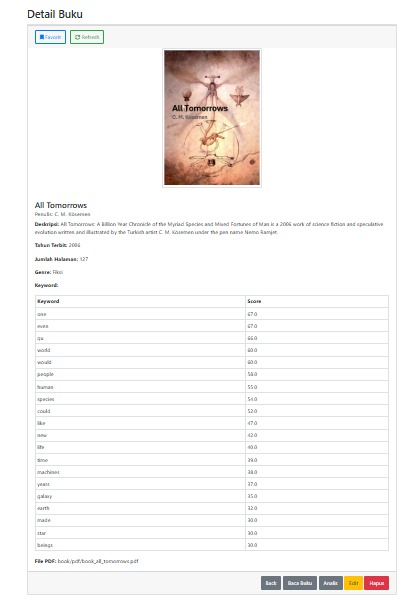 Detail Buku
Favorit Refresh
All Tomorrows
C. M. Kösemen
All Tomorrows
Penulis: C. M. Kösemen
Deskripsi: All Tomorrows: A Billion Year Chronicle of the Myriad Species and Mixed Fortunes of Man is a 2006 work of science fiction and speculative
evolution written and illustrated by the Turkish artist C. M. Kösemen under the pen name Nemo Ramjet.
Tahun Terbit: 2006
Jumlah Halaman: 127
Genre: Fiksi
Keyword:
Keyword Score
one 67.0
even 67.0
qu 66.0
world 60.0
would 60.0
people 58.0
human 55.0
species 54.0
could 52.0
like 47.0
new 42.0
life 40.0
time 39.0
machines 38.0
years 37.0
galaxy 35.0
earth 32.0
made 30.0
star 30.0
beings 30.0
File PDF: book/pdf/book_all_tomorrows.pdf
Back Baca Buku Analis Edit Hapus